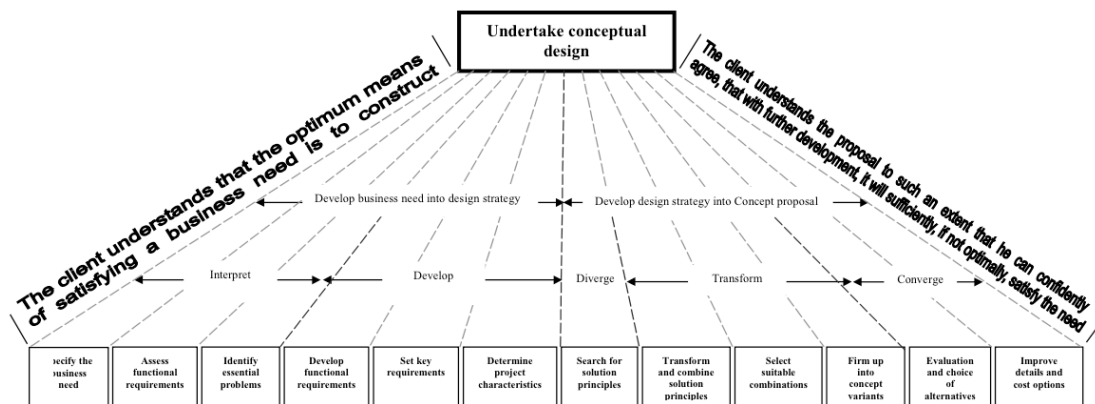 Undertake conceptual
design
The client understands that the optimum means
of satisfying a business need is to construct
The client understands the proposal to such an extent that he can confidently
agree, that with further development, it will sufficiently, if not optimally, satisfy the need
Develop business need into design strategy
Develop design strategy into Concept proposal
Interpret
Develop
Diverge
Transform
Converge
pecify the
business
need
Assess
functional
requirements
Identify
essential
problems
Develop
functional
requirements
Set key
requirements
Determine
project
characteristics
Search for
solution
principles
Transform
and combine
solution
principles
Select
suitable
combinations
Firm up
into
concept
variants
Evaluation
and choice
of
alternatives
Improve
details and
cost options